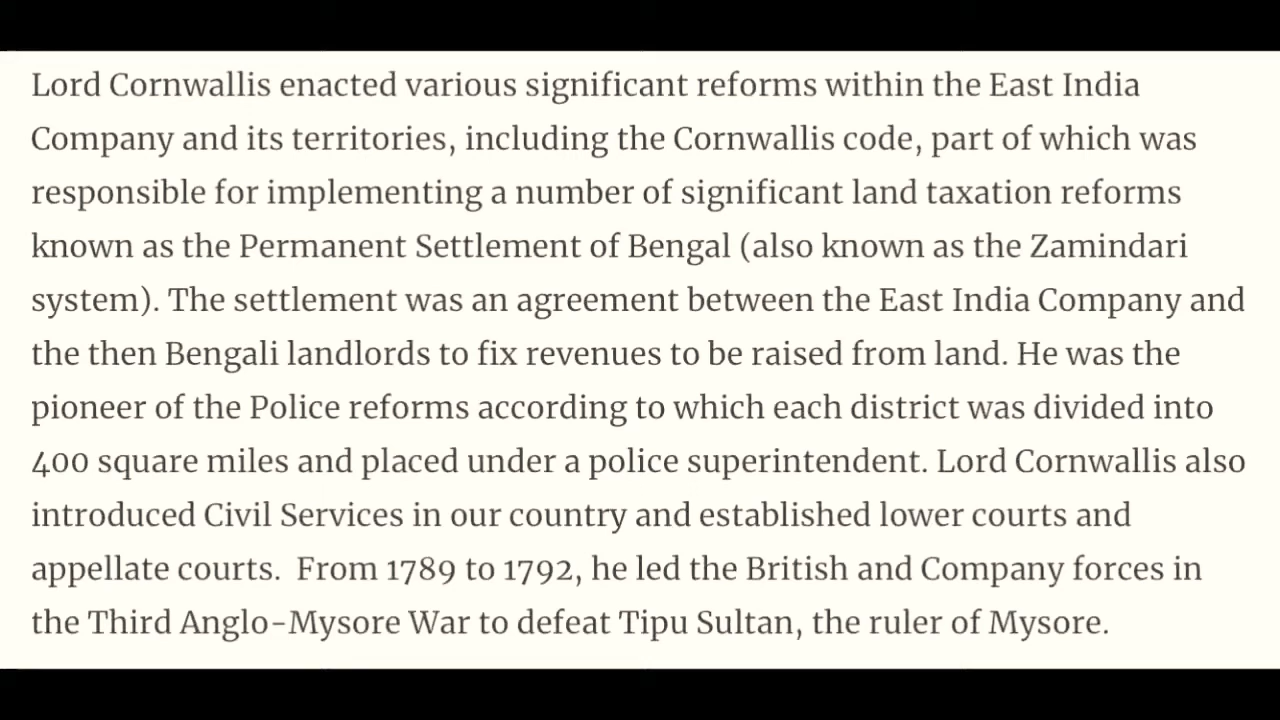 Lord Cornwallis enacted various significant reforms within the East India
Company and its territories, including the Cornwallis code, part of which was
responsible for implementing a number of significant land taxation reforms
known as the Permanent Settlement of Bengal (also known as the Zamindari
system). The settlement was an agreement between the East India Company and
the then Bengali landlords to fix revenues to be raised from land. He was the
pioneer of the Police reforms according to which each district was divided into
400 square miles and placed under a police superintendent. Lord Cornwallis also
introduced Civil Services in our country and established lower courts and
appellate courts.  From 1789 to 1792, he led the British and Company forces in
the Third Anglo-Mysore War to defeat Tipu Sultan, the ruler of Mysore.